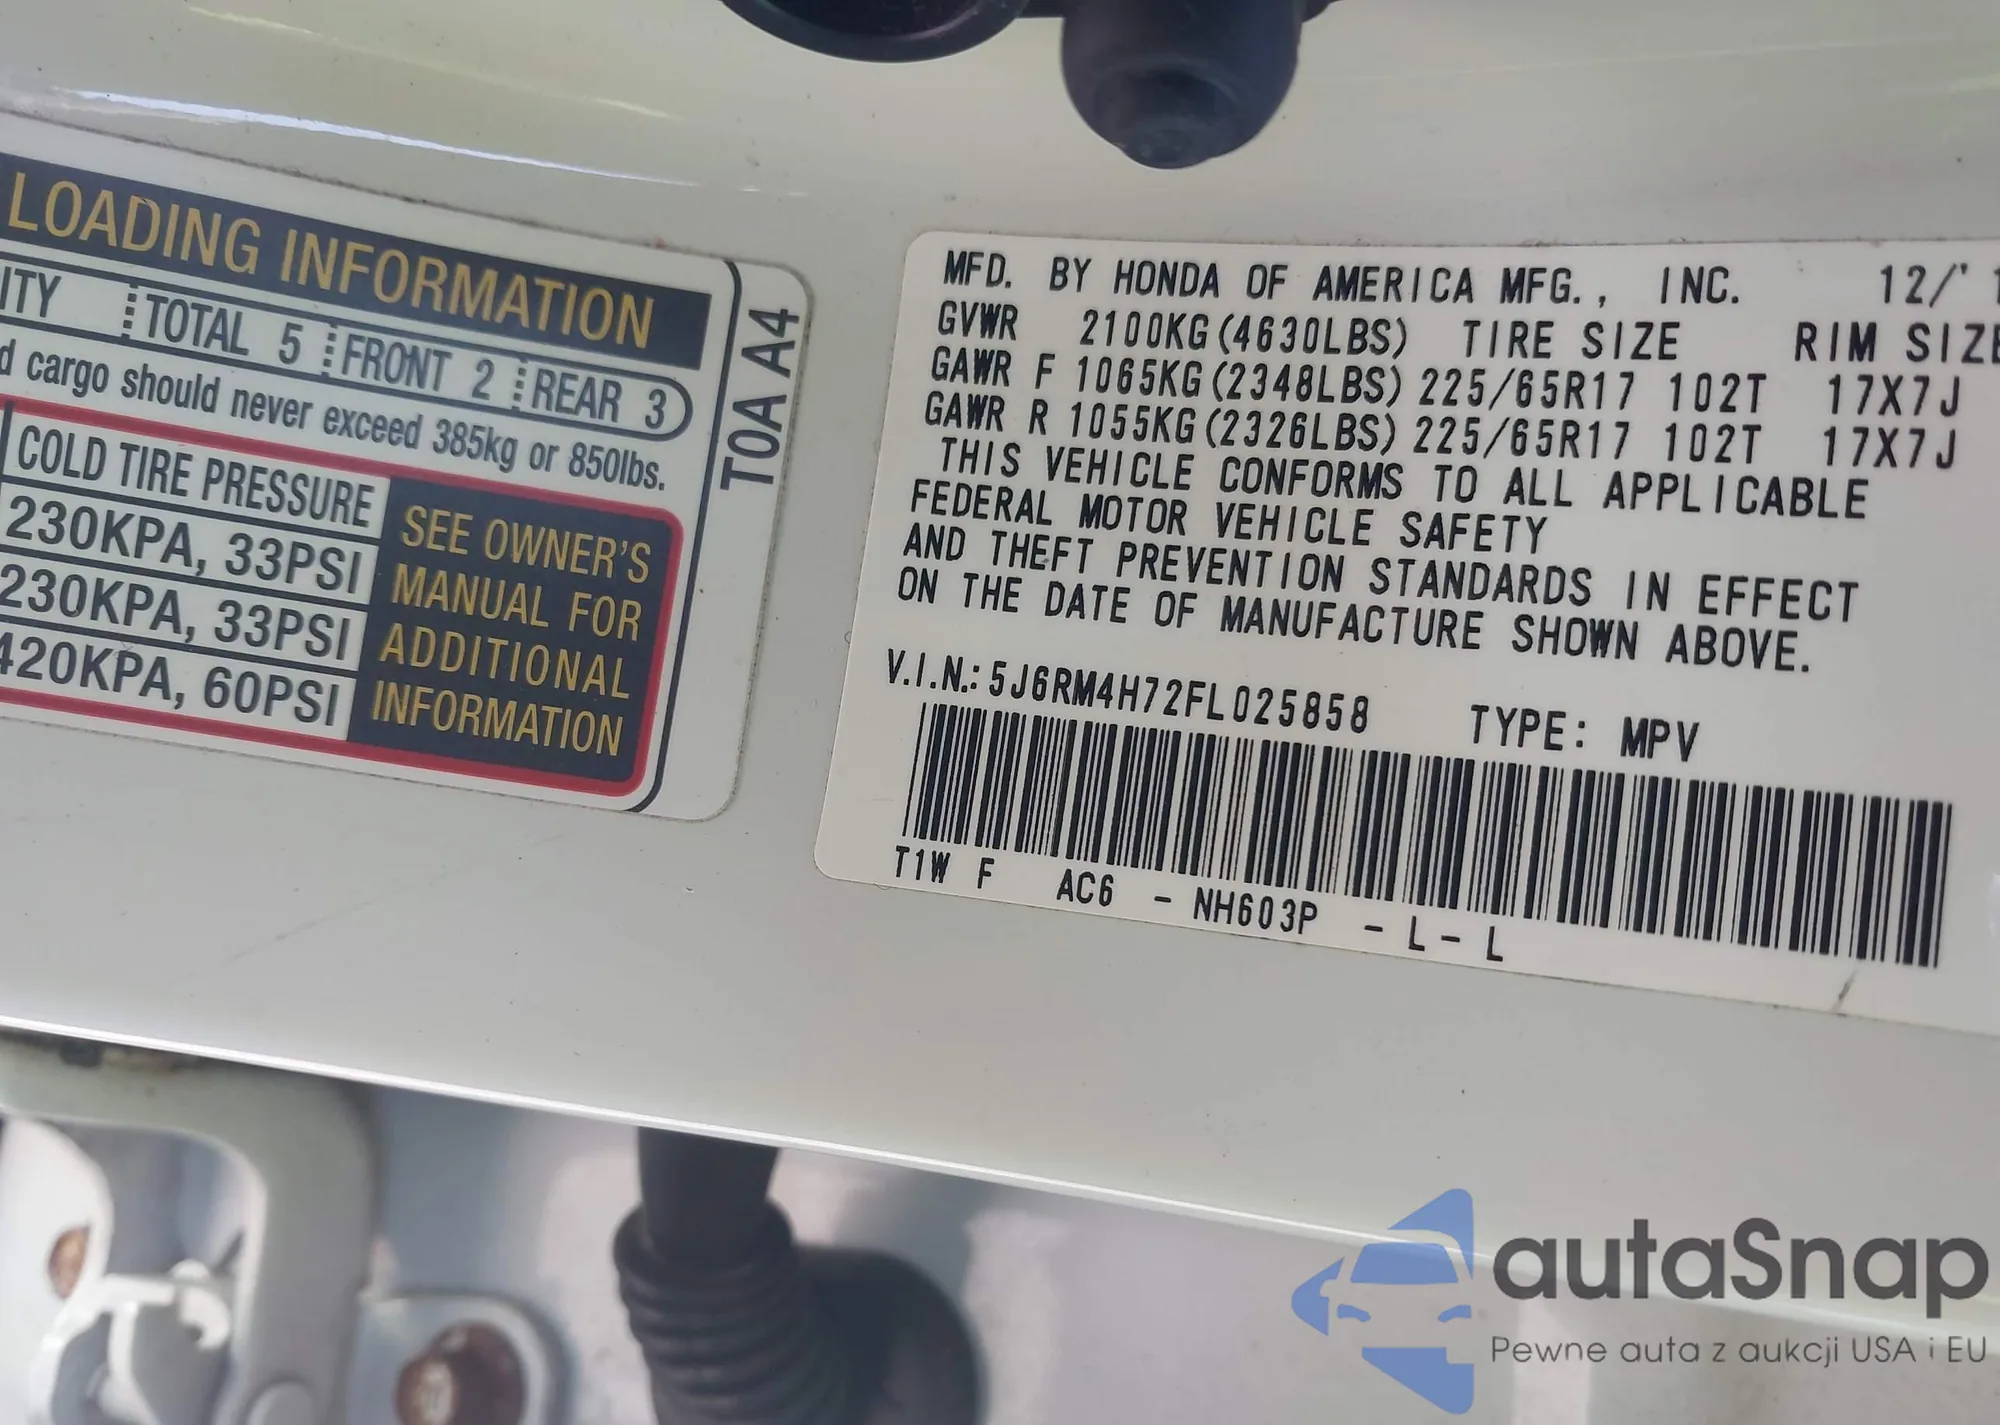 LOADING INFORMATION
ITY TOTAL 5 FRONT 2 REAR 3
d cargo should never exceed 385kg or 850lbs.
COLD TIRE PRESSURE
230KPA, 33PSI
230KPA, 33PSI
420KPA, 60PSI
SEE OWNER'S
MANUAL FOR
ADDITIONAL
INFORMATION
T0A A4
MFD. BY HONDA OF AMERICA MFG., INC. 12/'1
GVWR 2100KG(4630LBS) TIRE SIZE RIM SIZE
GAWR F 1065KG(2348LBS) 225/65R17 102T 17X7J
GAWR R 1055KG(2326LBS) 225/65R17 102T 17X7J
THIS VEHICLE CONFORMS TO ALL APPLICABLE
FEDERAL MOTOR VEHICLE SAFETY
AND THEFT PREVENTION STANDARDS IN EFFECT
ON THE DATE OF MANUFACTURE SHOWN ABOVE.
V.I.N.: 5J6RM4H72FL025858 TYPE: MPV
T1W F AC6 - NH603P - L - L
autaSnap
Pewne auta z aukcji USA i EU